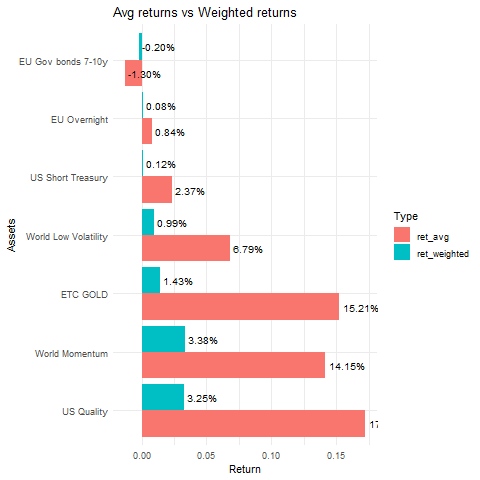 Avg returns vs Weighted returns
Assets
EU Gov bonds 7-10y
-0.20%
-1.30%
EU Overnight
0.08%
0.84%
US Short Treasury
0.12%
2.37%
World Low Volatility
0.99%
6.79%
ETC GOLD
1.43%
15.21%
World Momentum
3.38%
14.15%
US Quality
3.25%
17
0.00 0.05 0.10 0.15
Return
Type
ret_avg
ret_weighted